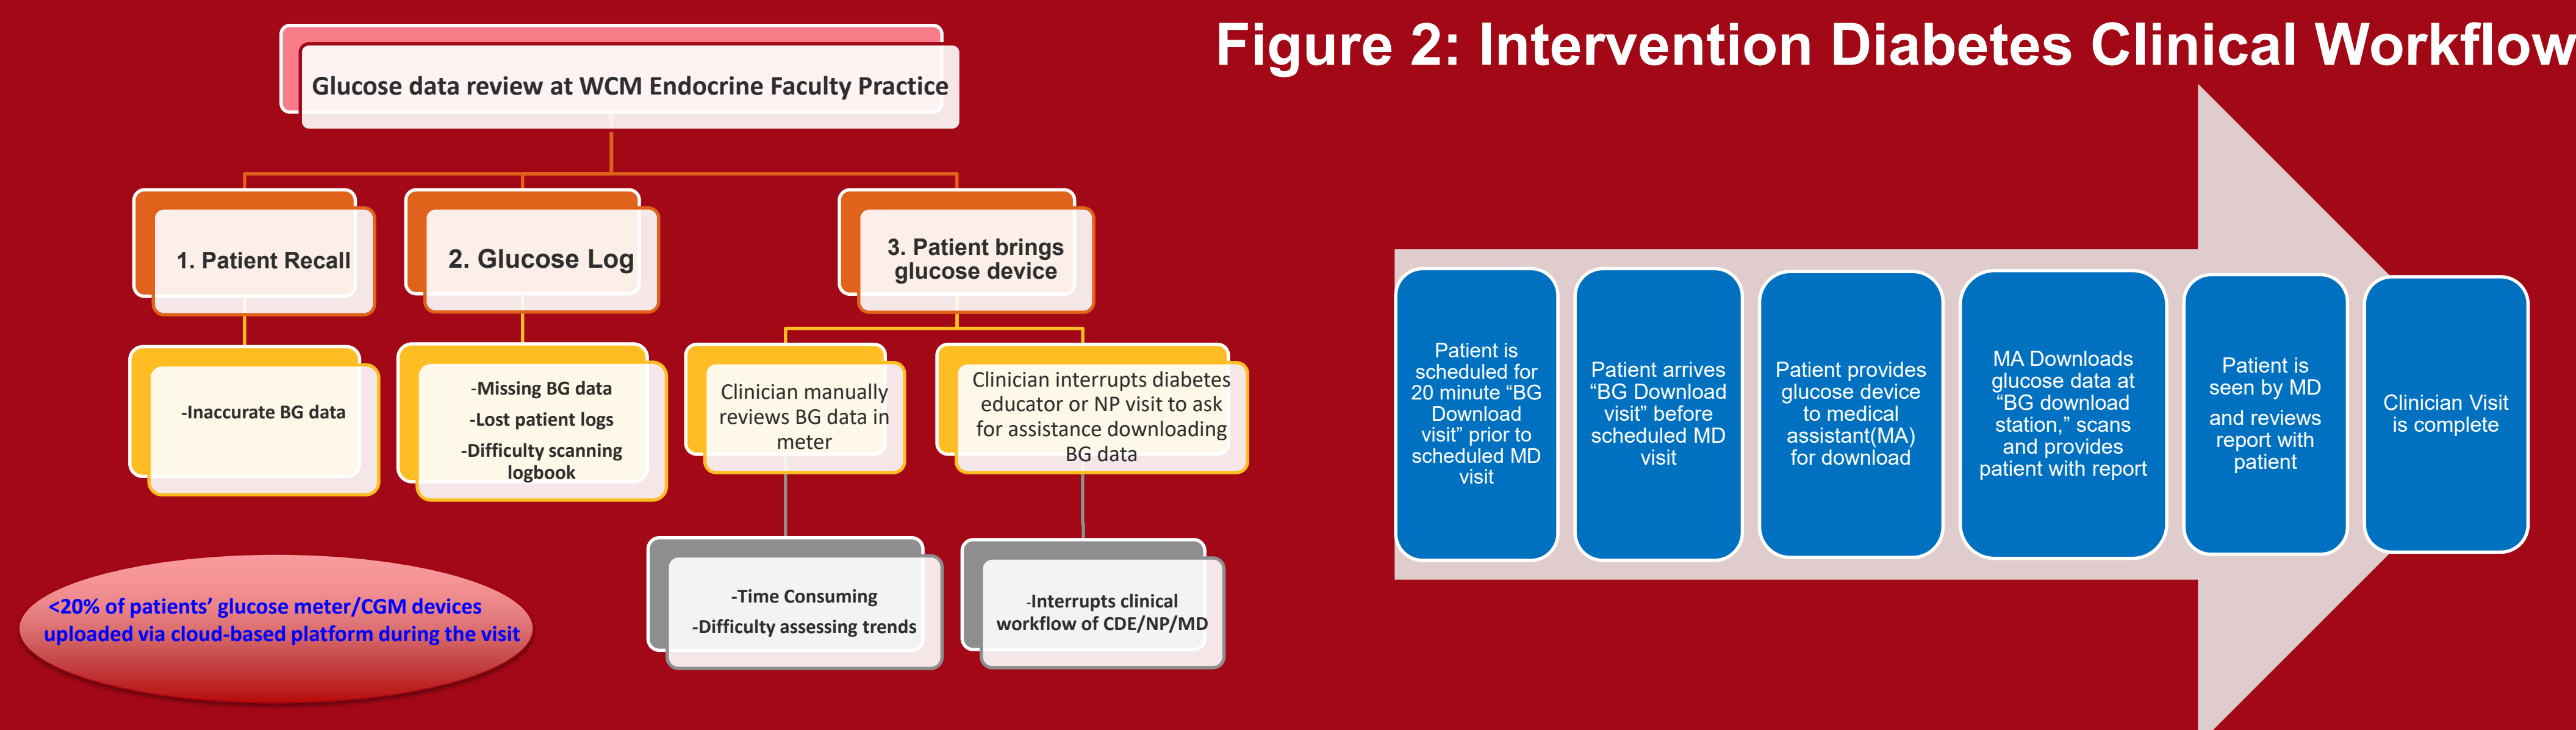 Glucose data review at WCM Endocrine Faculty Practice
1. Patient Recall
2. Glucose Log
3. Patient brings
glucose device
-Inaccurate BG data
-Missing BG data
-Lost patient logs
-Difficulty scanning
logbook
Clinician manually
reviews BG data in
meter
Clinician interrupts diabetes
educator or NP visit to ask
for assistance downloading
BG data
-Time Consuming
-Difficulty assessing trends
-Interrupts clinical
workflow of CDE/NP/MD
<20% of patients’ glucose meter/CGM devices
uploaded via cloud-based platform during the visit
Figure 2: Intervention Diabetes Clinical Workflow
Patient is
scheduled for
20 minute “BG
Download
visit” prior to
scheduled MD
visit
Patient arrives
“BG Download
visit” before
scheduled MD
visit
Patient provides
glucose device
to medical
assistant(MA)
for download
MA Downloads
glucose data at
“BG download
station,” scans
and provides
patient with report
Patient is
seen by MD
and reviews
report with
patient
Clinician Visit
is complete